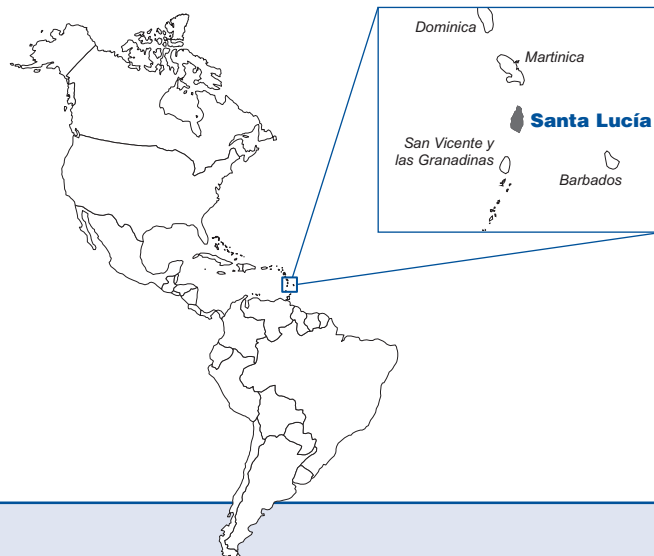 Dominica
Martinica
Santa Lucía
San Vicente y
las Granadinas
Barbados